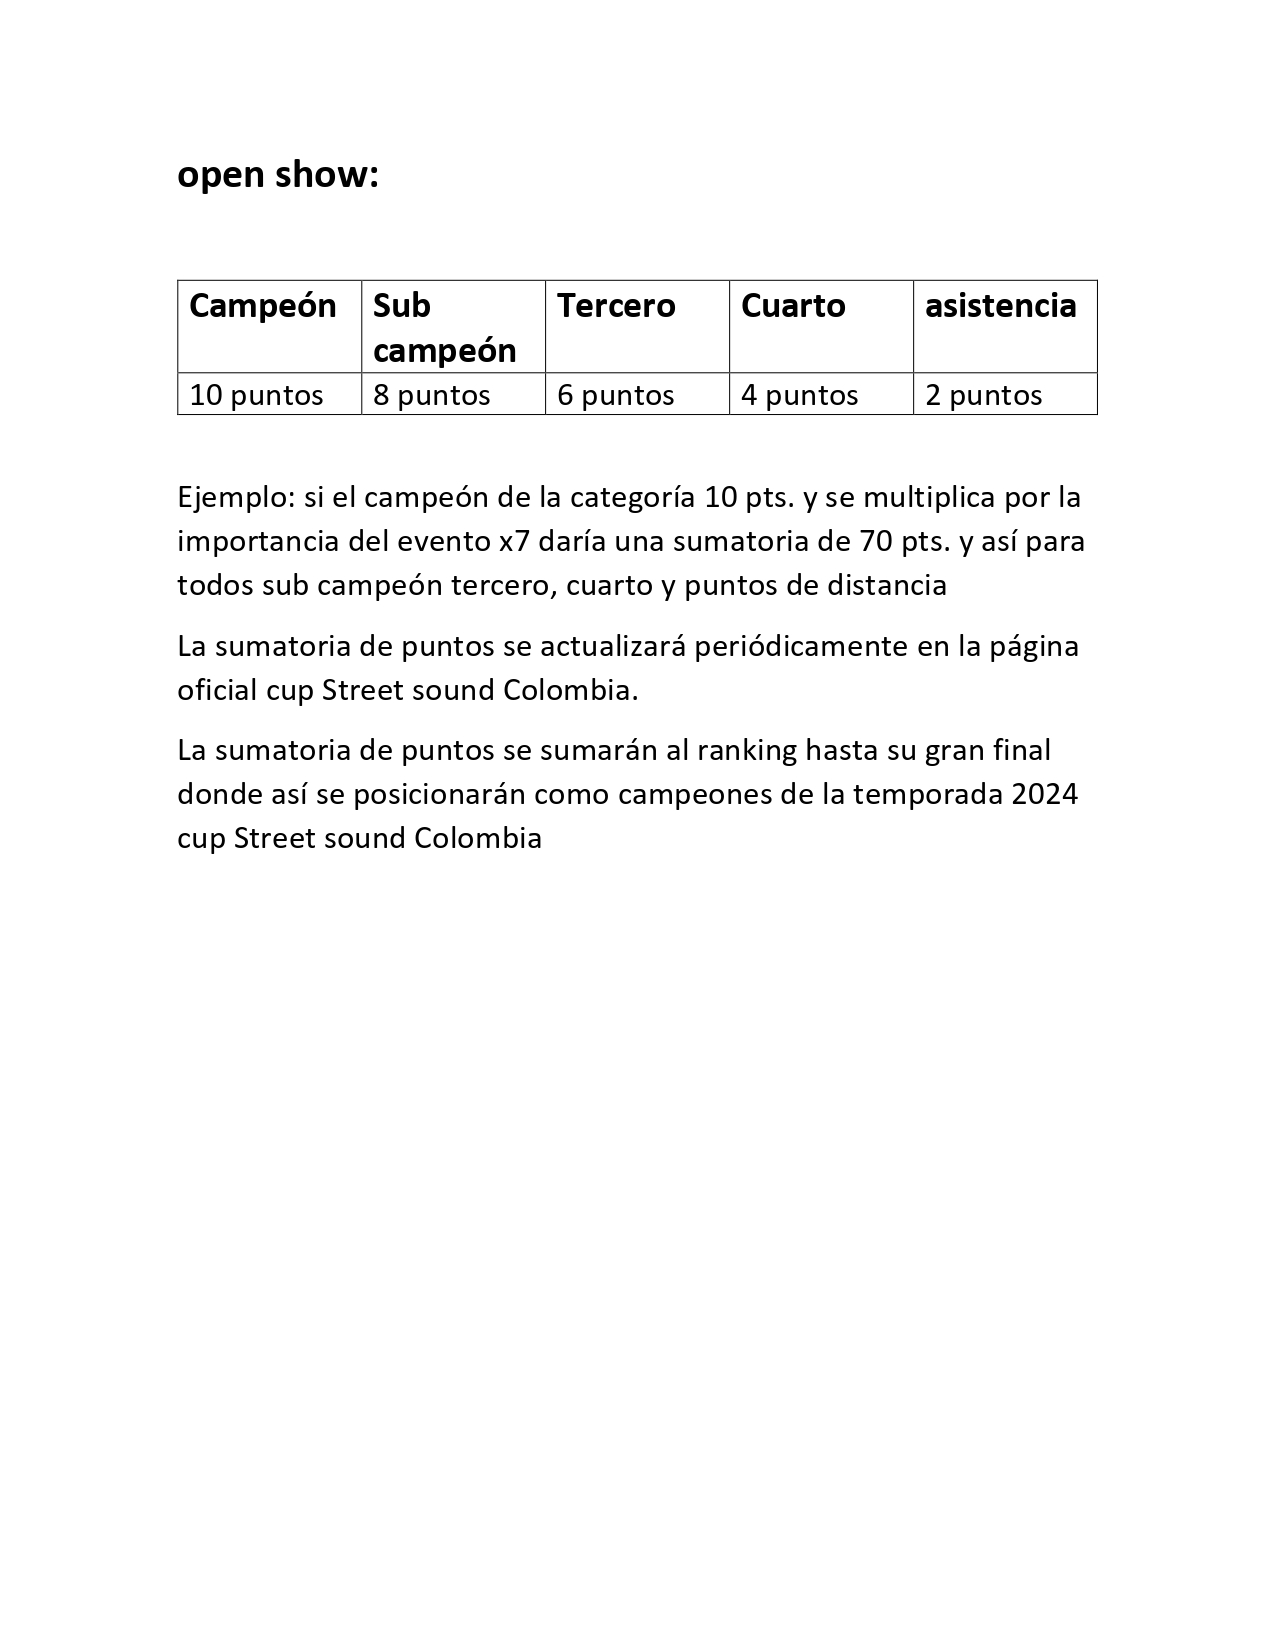 open show:
Campeón Sub campeón Tercero Cuarto asistencia
10 puntos 8 puntos 6 puntos 4 puntos 2 puntos
Ejemplo: si el campeón de la categoría 10 pts. y se multiplica por la
importancia del evento x7 daría una sumatoria de 70 pts. y así para
todos sub campeón tercero, cuarto y puntos de distancia
La sumatoria de puntos se actualizará periódicamente en la página
oficial cup Street sound Colombia.
La sumatoria de puntos se sumarán al ranking hasta su gran final
donde así se posicionarán como campeones de la temporada 2024
cup Street sound Colombia